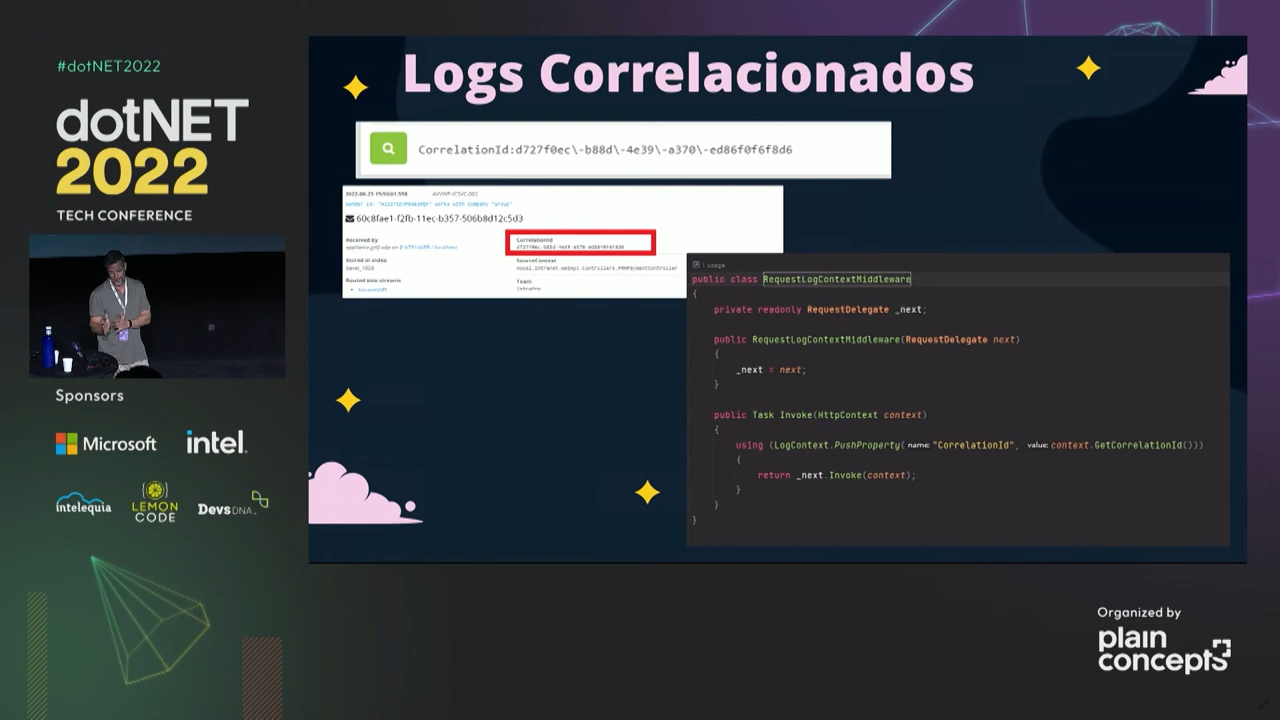 #dotNET2022
dotNET
2022
TECH CONFERENCE
Sponsors
Microsoft
intel.
intelequia
LEMON
CODE
DevsDNA
Logs Correlacionados
CorrelationId:d727f0ec\-b88d\-4e39\-a370\-ed86f0f6f8d6
60c8fae1-f2fb-11ec-b357-506b8d12c5d3
Received by
CorrelationId
Stored in index
SourceContext
Routed into streams
1 usage
public class RequestLogContextMiddleware
{
private readonly RequestDelegate _next;
public RequestLogContextMiddleware(RequestDelegate next)
{
_next = next;
}
public Task Invoke(HttpContext context)
{
using (LogContext.PushProperty( name: "CorrelationId", value: context.GetCorrelationId()))
{
return _next.Invoke(context);
}
}
}
Organized by
plain
concepts